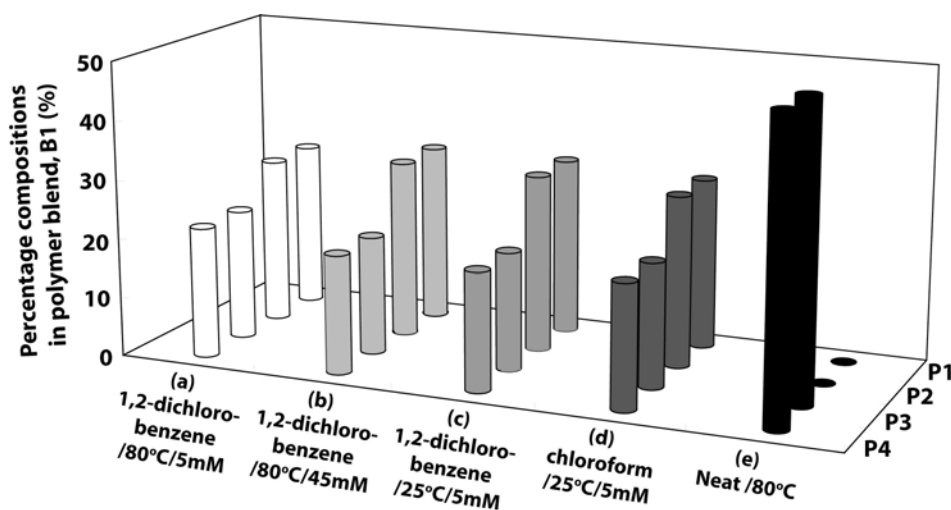 Percentage compositions
in polymer blend, B1 (%)
50
40
30
20
10
0
(a)
1,2-dichloro-
benzene
/80°C/5mM
(b)
1,2-dichloro-
benzene
/80°C/45mM
(c)
1,2-dichloro-
benzene
/25°C/5mM
(d)
chloroform
/25°C/5mM
(e)
Neat /80°C
P1
P2
P3
P4